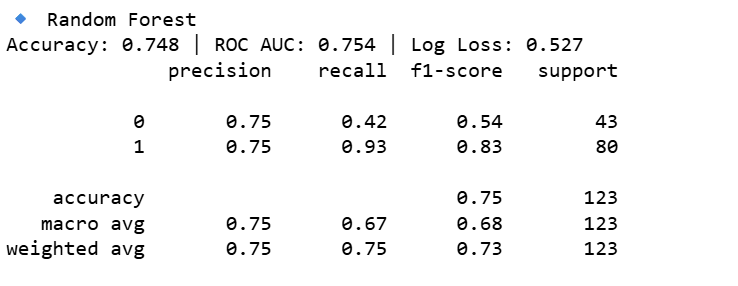 🔹 Random Forest
Accuracy: 0.748 | ROC AUC: 0.754 | Log Loss: 0.527
              precision    recall  f1-score   support

           0       0.75      0.42      0.54        43
           1       0.75      0.93      0.83        80

    accuracy                           0.75       123
   macro avg       0.75      0.67      0.68       123
weighted avg       0.75      0.75      0.73       123